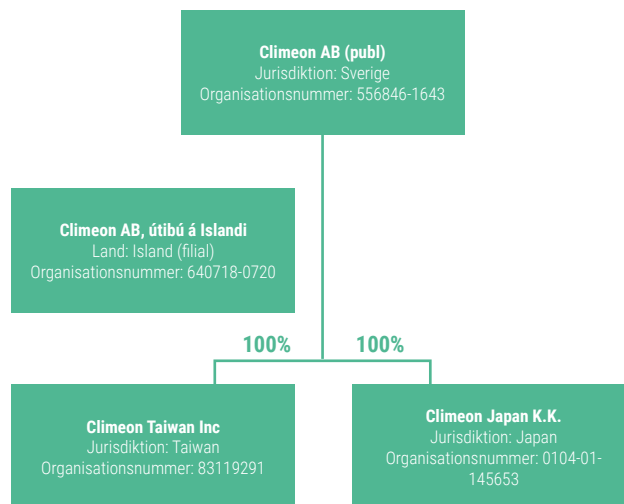 Climeon AB (publ)
Jurisdiktion: Sverige
Organisationsnummer: 556846-1643
Climeon AB, útibú á Islandi
Land: Island (filial)
Organisationsnummer: 640718-0720
100%
100%
Climeon Taiwan Inc
Jurisdiktion: Taiwan
Organisationsnummer: 83119291
Climeon Japan K.K.
Jurisdiktion: Japan
Organisationsnummer: 0104-01-
145653